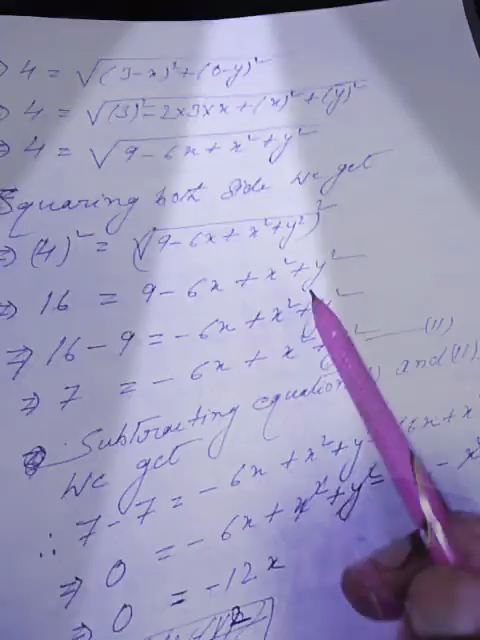 ⇒ 4 = √(3-x)²+(0-y)²
⇒ 4 = √(3)²-2×3×x+(x)²+(y)²
⇒ 4 = √9-6x+x²+y²
Squaring both side we get
⇒ (4)² = (√9-6x+x²+y²)²
⇒ 16 = 9-6x+x²+y²
⇒ 16-9 = -6x+x²+y²
⇒ 7 = -6x+x²+y² —(II)
Subtracting equation and (II)
We get
∴ 7-7 = -6x+x²+y²
⇒ 0 = -6x+x²+y²
⇒ 0 = -12x